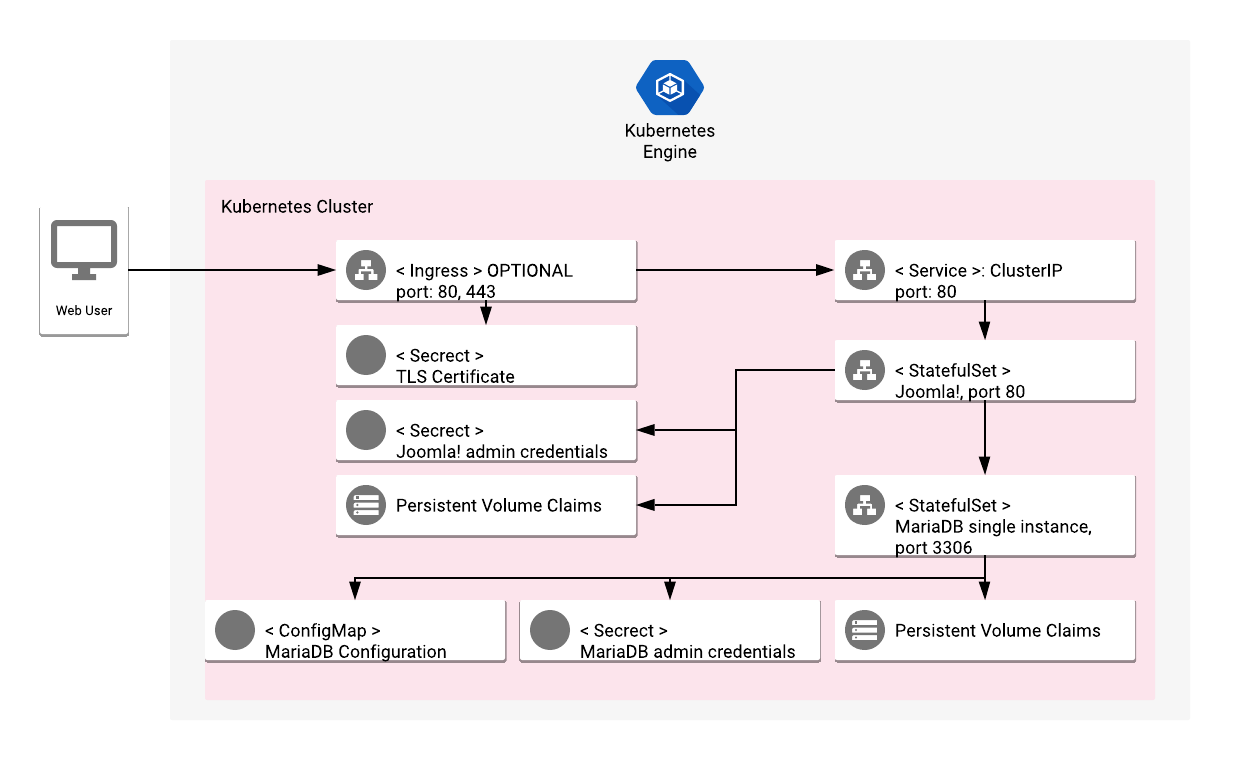 Kubernetes
Engine
Kubernetes Cluster
Web User
< Ingress > OPTIONAL
port: 80, 443
< Service >: ClusterIP
port: 80
< Secrect >
TLS Certificate
< StatefulSet >
Joomla!, port 80
< Secrect >
Joomla! admin credentials
Persistent Volume Claims
< StatefulSet >
MariaDB single instance,
port 3306
< ConfigMap >
MariaDB Configuration
< Secrect >
MariaDB admin credentials
Persistent Volume Claims